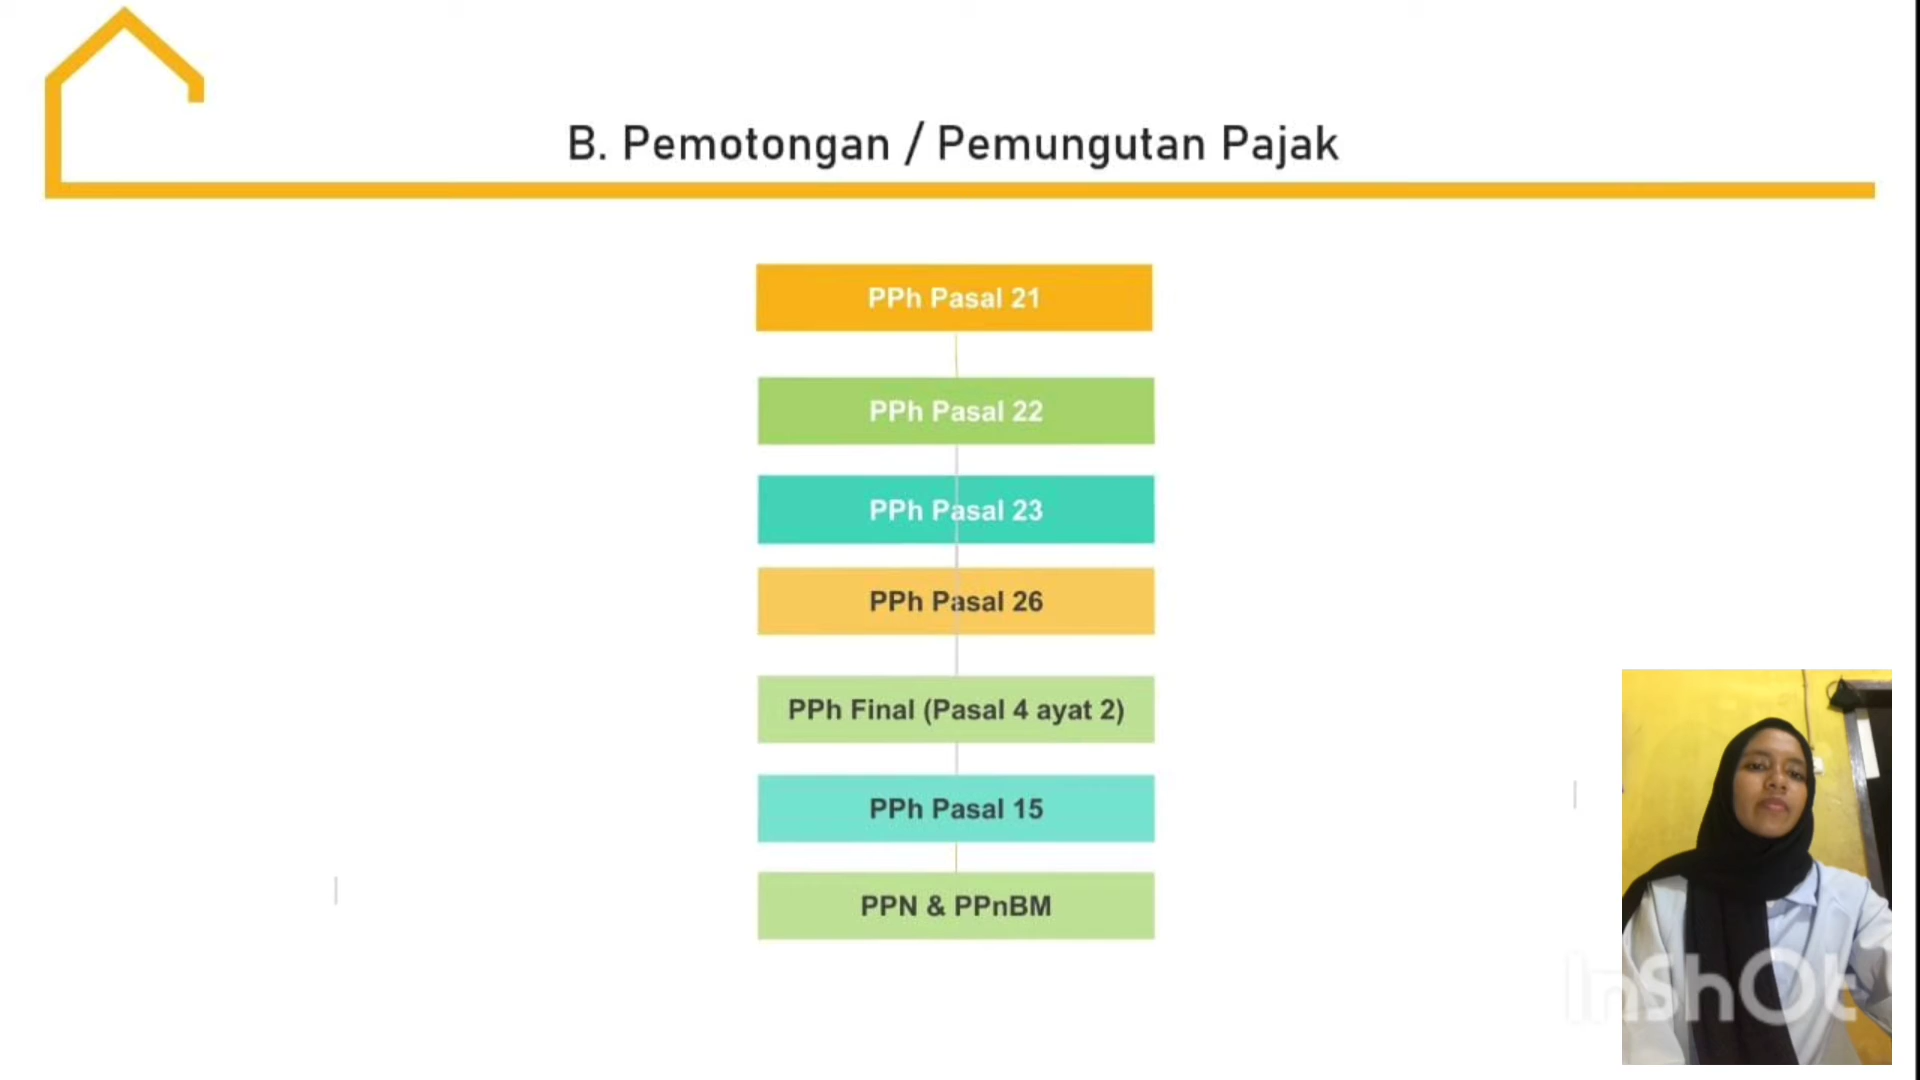 B. Pemotongan / Pemungutan Pajak
PPh Pasal 21
PPh Pasal 22
PPh Pasal 23
PPh Pasal 26
PPh Final (Pasal 4 ayat 2)
PPh Pasal 15
PPN & PPnBM
InShOt